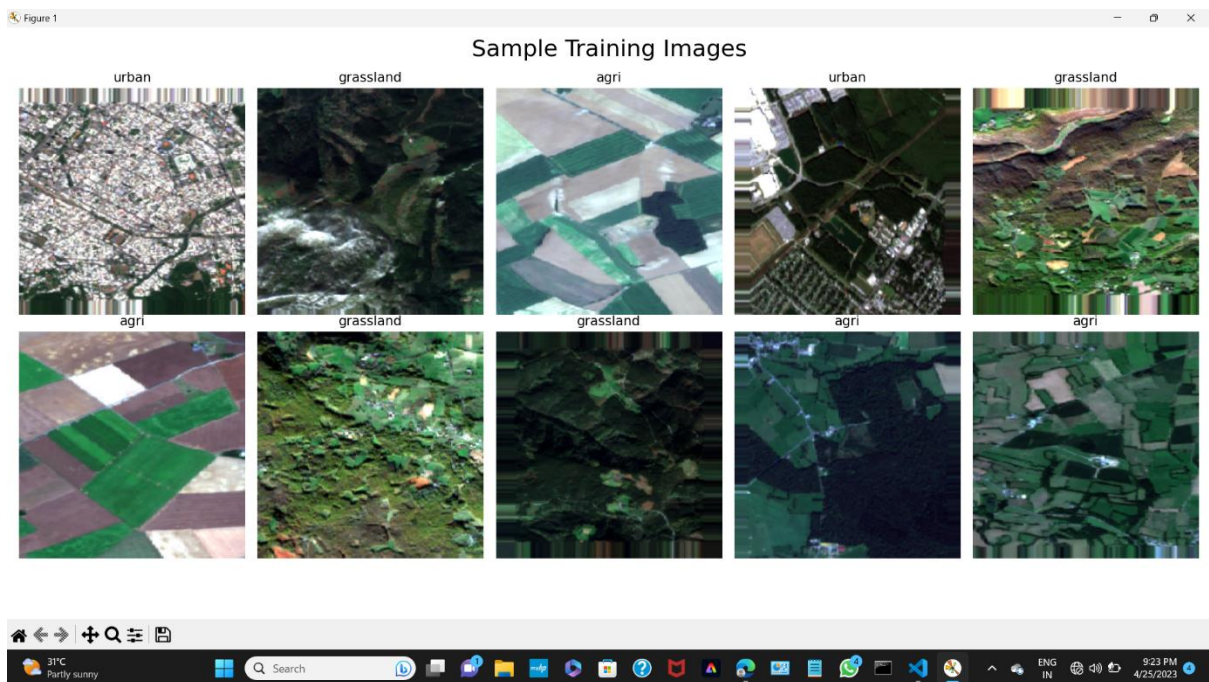 Figure 1
Sample Training Images
urban grassland agri urban grassland
agri grassland grassland agri agri
31°C
Partly sunny
Search
ENG
IN
9:23 PM
4/25/2023
4